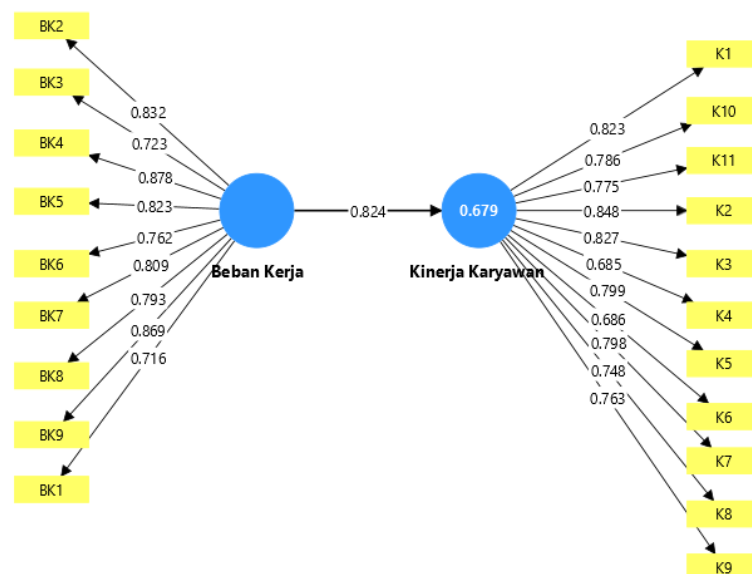 BK2
BK3
BK4
BK5
BK6
BK7
BK8
BK9
BK1
0.832
0.723
0.878
0.823
0.762
0.809
0.793
0.869
0.716
Beban Kerja
0.824
0.679
Kinerja Karyawan
0.823
0.786
0.775
0.848
0.827
0.685
0.799
0.686
0.798
0.748
0.763
K1
K10
K11
K2
K3
K4
K5
K6
K7
K8
K9